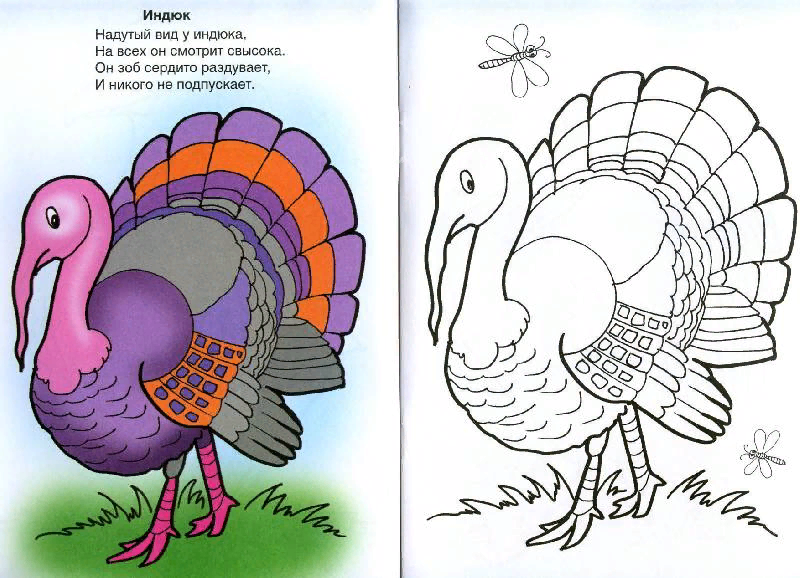 Индюк
Надутый вид у индюка,
На всех он смотрит свысока.
Он зоб сердито раздувает,
И никого не подпускает.